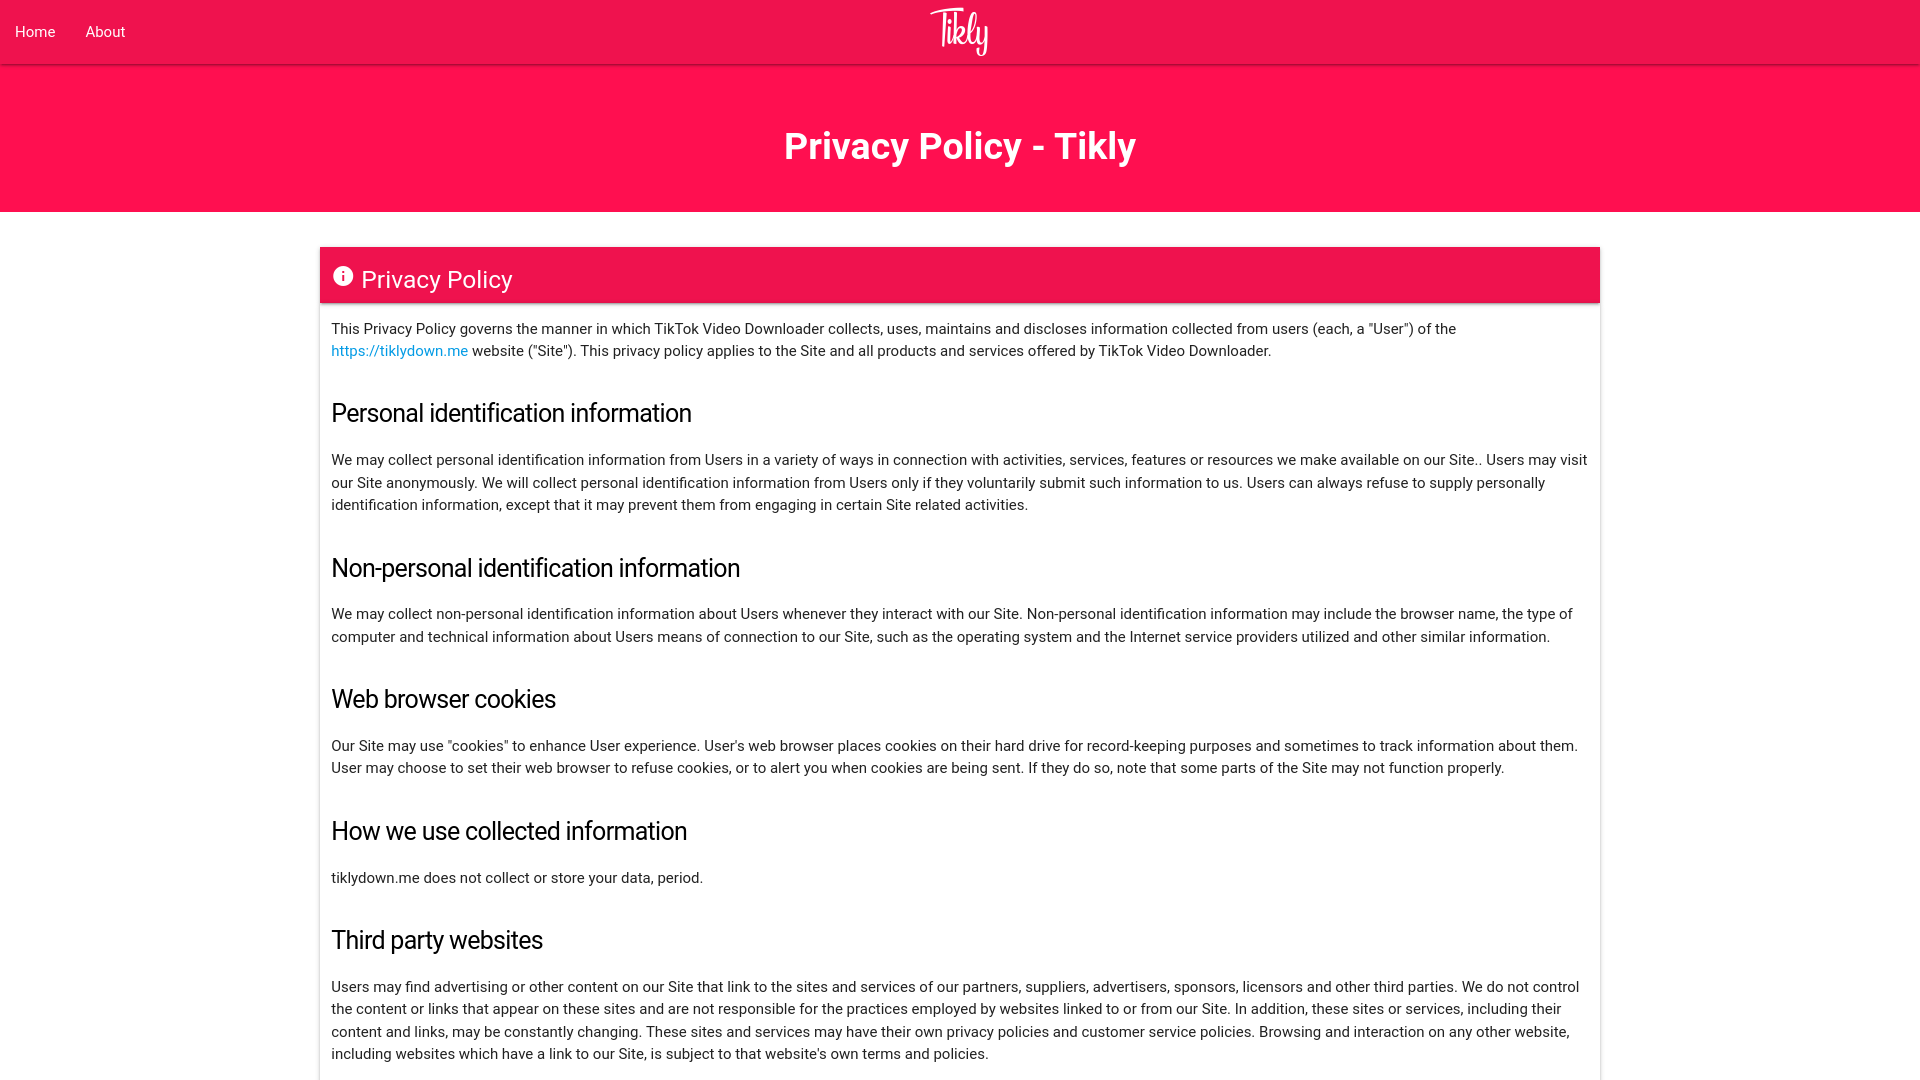 Home
About
Tikly
Privacy Policy - Tikly
Privacy Policy
This Privacy Policy governs the manner in which TikTok Video Downloader collects, uses, maintains and discloses information collected from users (each, a "User") of the
https://tiklydown.me website ("Site"). This privacy policy applies to the Site and all products and services offered by TikTok Video Downloader.
Personal identification information
We may collect personal identification information from Users in a variety of ways in connection with activities, services, features or resources we make available on our Site.. Users may visit
our Site anonymously. We will collect personal identification information from Users only if they voluntarily submit such information to us. Users can always refuse to supply personally
identification information, except that it may prevent them from engaging in certain Site related activities.
Non-personal identification information
We may collect non-personal identification information about Users whenever they interact with our Site. Non-personal identification information may include the browser name, the type of
computer and technical information about Users means of connection to our Site, such as the operating system and the Internet service providers utilized and other similar information.
Web browser cookies
Our Site may use "cookies" to enhance User experience. User's web browser places cookies on their hard drive for record-keeping purposes and sometimes to track information about them.
User may choose to set their web browser to refuse cookies, or to alert you when cookies are being sent. If they do so, note that some parts of the Site may not function properly.
How we use collected information
tiklydown.me does not collect or store your data, period.
Third party websites
Users may find advertising or other content on our Site that link to the sites and services of our partners, suppliers, advertisers, sponsors, licensors and other third parties. We do not control
the content or links that appear on these sites and are not responsible for the practices employed by websites linked to or from our Site. In addition, these sites or services, including their
content and links, may be constantly changing. These sites and services may have their own privacy policies and customer service policies. Browsing and interaction on any other website,
including websites which have a link to our Site, is subject to that website's own terms and policies.